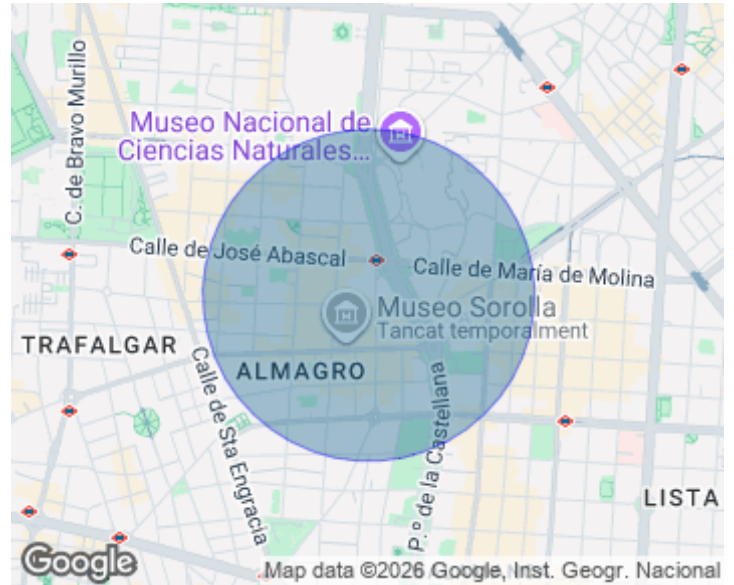 C. de Bravo Murillo
Museo Nacional de
Ciencias Naturales...
Calle de José Abascal
Calle de María de Molina
Museo Sorolla
Tancat temporalment
TRAFALGAR
ALMAGRO
Calle de Sta Engracia
P.º de la Castellana
LISTA
Google
Map data ©2026 Google, Inst. Geogr. Nacional